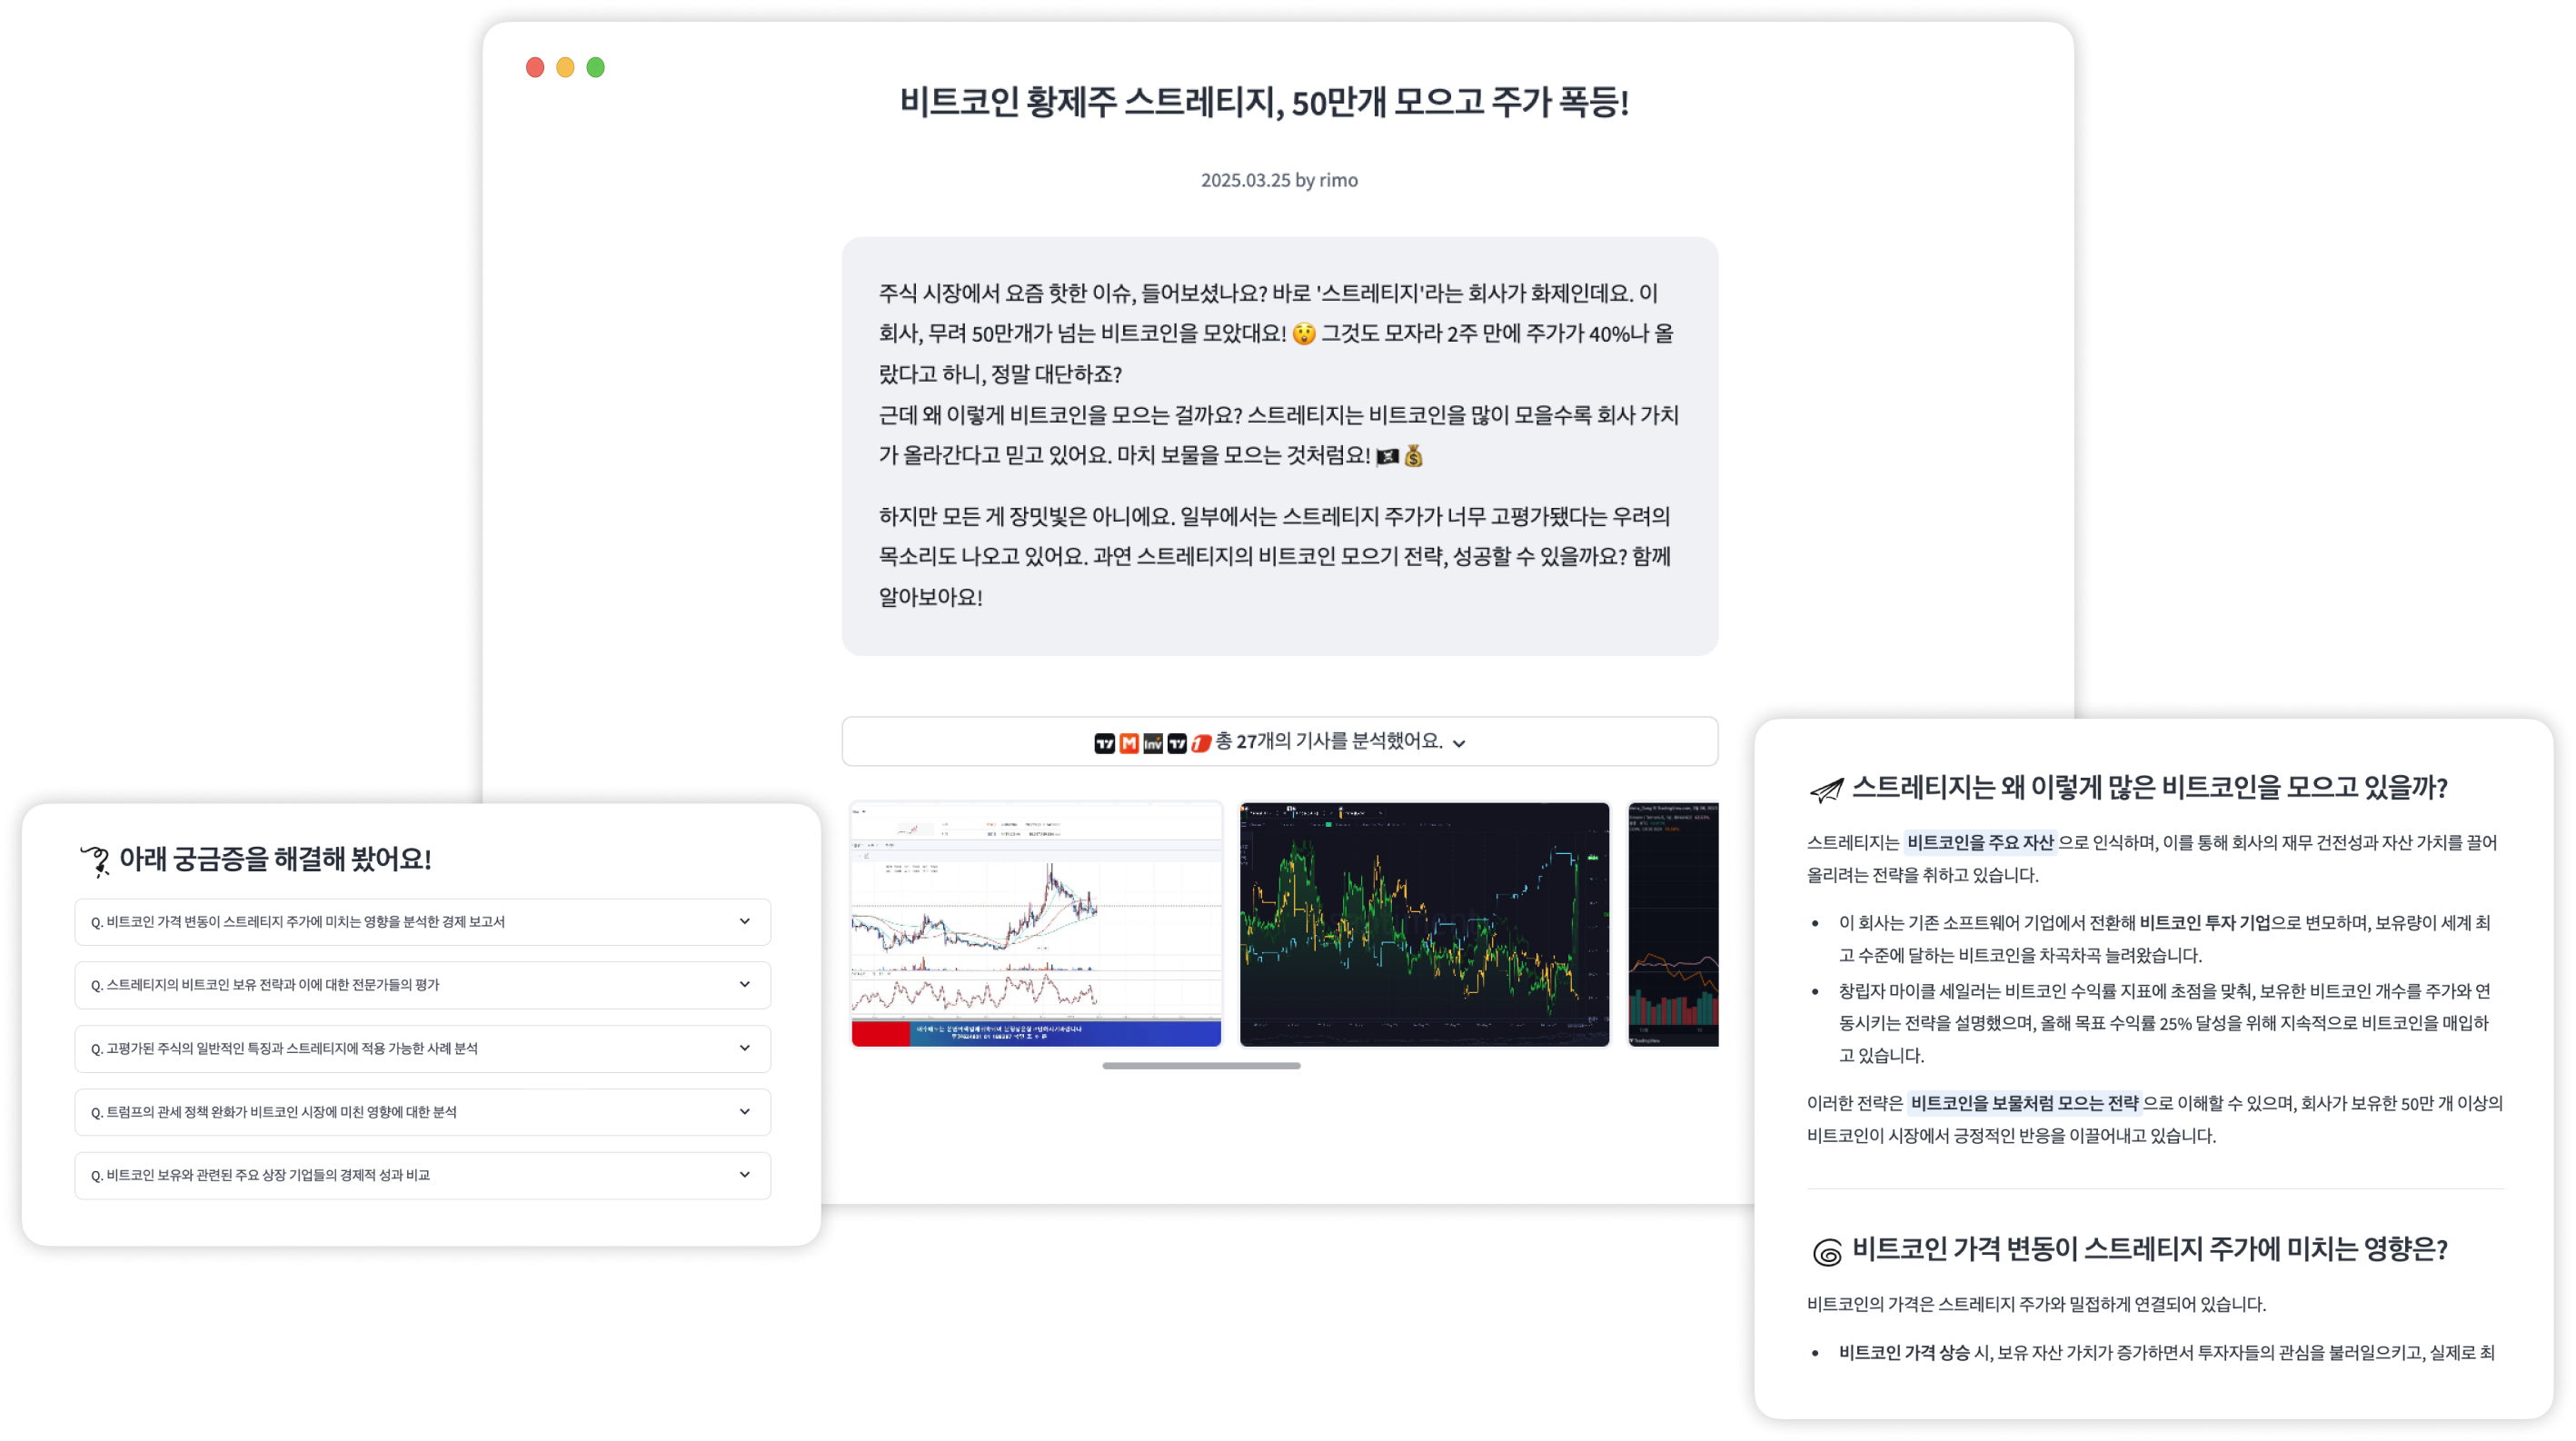 비트코인 황제주 스트레티지, 50만개 모으고 주가 폭등!
2025.03.25 by rimo
주식 시장에서 요즘 핫한 이슈, 들어보셨나요? 바로 '스트레티지'라는 회사가 화제인데요. 이
회사, 무려 50만개가 넘는 비트코인을 모았대요! 😲 그것도 모자라 2주 만에 주가가 40%나 올
랐다고 하니, 정말 대단하죠?
근데 왜 이렇게 비트코인을 모으는 걸까요? 스트레티지는 비트코인을 많이 모을수록 회사 가치
가 올라간다고 믿고 있어요. 마치 보물을 모으는 것처럼요! 🏴‍☠️💰
하지만 모든 게 장밋빛은 아니에요. 일부에서는 스트레티지 주가가 너무 고평가됐다는 우려의
목소리도 나오고 있어요. 과연 스트레티지의 비트코인 모으기 전략, 성공할 수 있을까요? 함께
알아보아요!
총 27개의 기사를 분석했어요.
아래 궁금증을 해결해 봤어요!
Q. 비트코인 가격 변동이 스트레티지 주가에 미치는 영향을 분석한 경제 보고서
Q. 스트레티지의 비트코인 보유 전략과 이에 대한 전문가들의 평가
Q. 고평가된 주식의 일반적인 특징과 스트레티지에 적용 가능한 사례 분석
Q. 트럼프의 관세 정책 완화가 비트코인 시장에 미친 영향에 대한 분석
Q. 비트코인 보유와 관련된 주요 상장 기업들의 경제적 성과 비교
스트레티지는 왜 이렇게 많은 비트코인을 모으고 있을까?
스트레티지는 비트코인을 주요 자산으로 인식하며, 이를 통해 회사의 재무 건전성과 자산 가치를 끌어
올리려는 전략을 취하고 있습니다.
• 이 회사는 기존 소프트웨어 기업에서 전환해 비트코인 투자 기업으로 변모하며, 보유량이 세계 최
고 수준에 달하는 비트코인을 차곡차곡 늘려왔습니다.
• 창립자 마이클 세일러는 비트코인 수익률 지표에 초점을 맞춰, 보유한 비트코인 개수를 주가와 연
동시키는 전략을 설명했으며, 올해 목표 수익률 25% 달성을 위해 지속적으로 비트코인을 매입하
고 있습니다.
이러한 전략은 비트코인을 보물처럼 모으는 전략으로 이해할 수 있으며, 회사가 보유한 50만 개 이상의
비트코인이 시장에서 긍정적인 반응을 이끌어내고 있습니다.
비트코인 가격 변동이 스트레티지 주가에 미치는 영향은?
비트코인의 가격은 스트레티지 주가와 밀접하게 연결되어 있습니다.
• 비트코인 가격 상승 시, 보유 자산 가치가 증가하면서 투자자들의 관심을 불러일으키고, 실제로 최